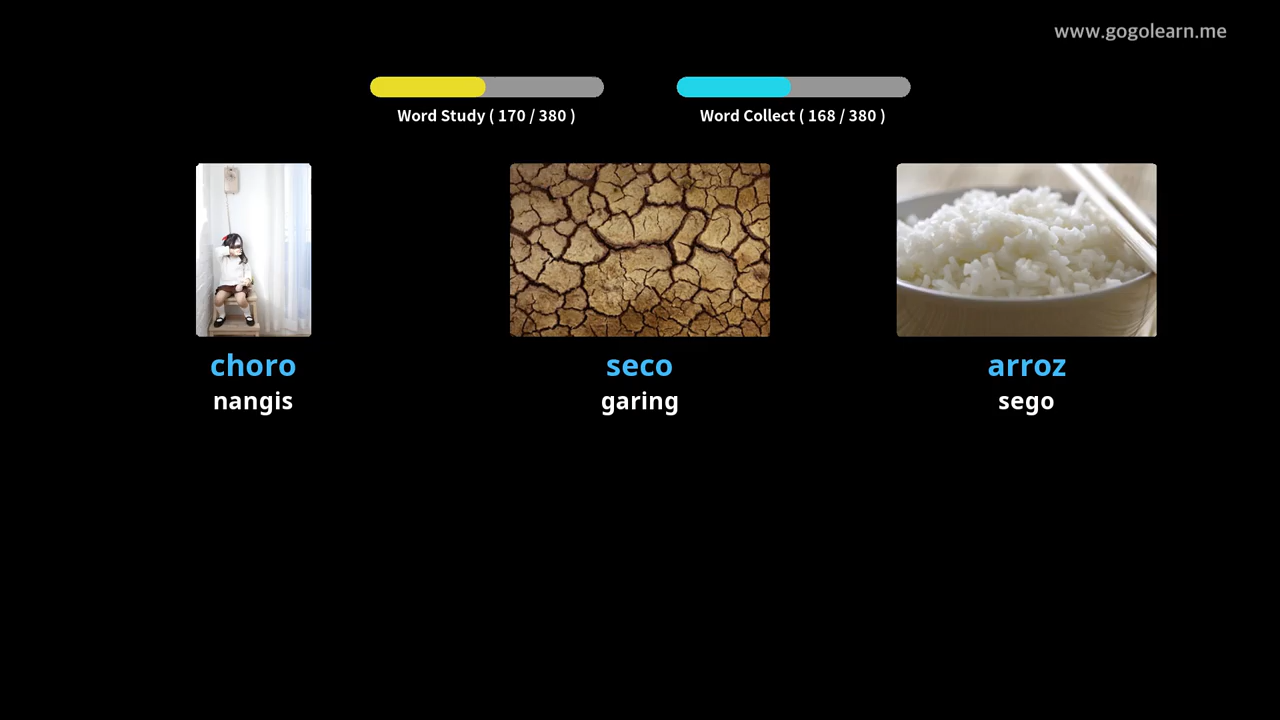 www.gogolearn.me
Word Study ( 170 / 380 )
Word Collect ( 168 / 380 )
choro
nangis
seco
garing
arroz
sego